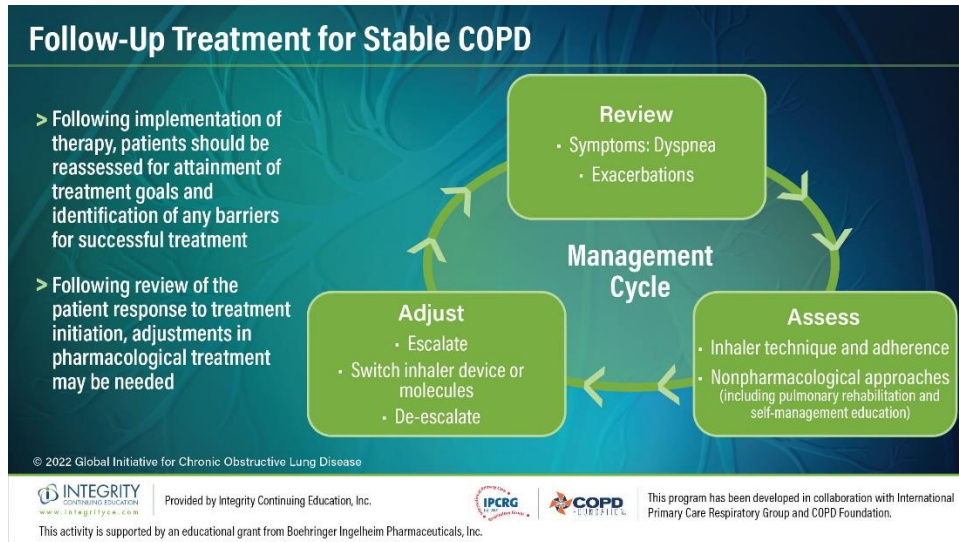 Follow-Up Treatment for Stable COPD
> Following implementation of
therapy, patients should be
reassessed for attainment of
treatment goals and
identification of any barriers
for successful treatment
> Following review of the
patient response to treatment
initiation, adjustments in
pharmacological treatment
may be needed
Review
• Symptoms: Dyspnea
• Exacerbations
Management
Cycle
Adjust
• Escalate
• Switch inhaler device or
molecules
• De-escalate
Assess
• Inhaler technique and adherence
• Nonpharmacological approaches
(including pulmonary rehabilitation and
self-management education)
© 2022 Global Initiative for Chronic Obstructive Lung Disease
INTEGRITY
CONTINUING EDUCATION
www.integrityce.com
Provided by Integrity Continuing Education, Inc.
IPCRG
COPD
FOUNDATION
This program has been developed in collaboration with International
Primary Care Respiratory Group and COPD Foundation.
This activity is supported by an educational grant from Boehringer Ingelheim Pharmaceuticals, Inc.